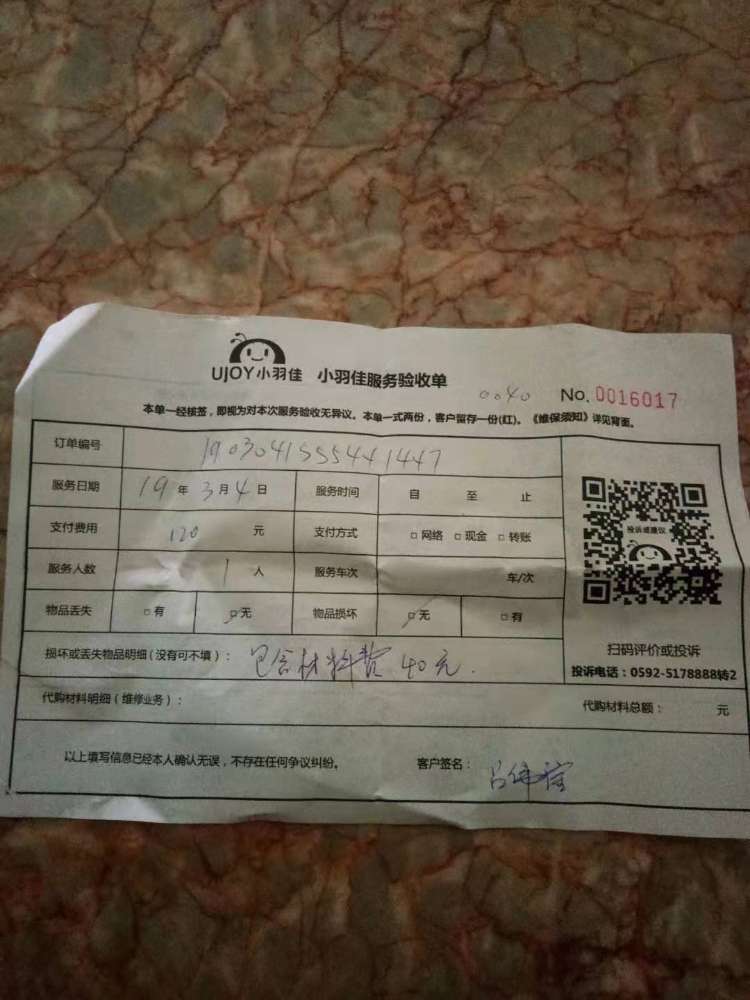 UJOY小羽佳 小羽佳服务验收单
0040 No. 0016017
本单一经核签，即视为对本次服务验收无异议。本单一式两份，客户留存一份(红)。《维保须知》详见背面。
订单编号 1903041555441447
服务日期 19年3月4日 服务时间 自 至 止
支付费用 120 元 支付方式 □网络 □现金 □转账
投诉或建议
服务人数 1人 服务车次 车/次
物品丢失 □有 □无 物品损坏 □无 □有
扫码评价或投诉
损坏或丢失物品明细(没有可不填)： 包含材料费40元.
投诉电话：0592-5178888转2
代购材料明细(维修业务)： 代购材料总额： 元
以上填写信息已经本人确认无误，不存在任何争议纠纷。 客户签名：